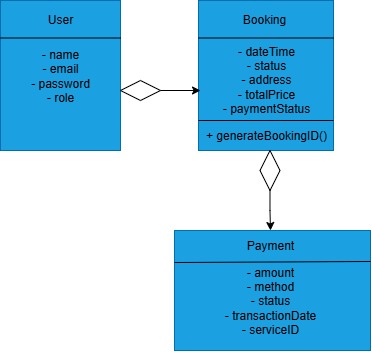 User
- name
- email
- password
- role
Booking
- dateTime
- status
- address
- totalPrice
- paymentStatus
+ generateBookingID()
Payment
- amount
- method
- status
- transactionDate
- serviceID